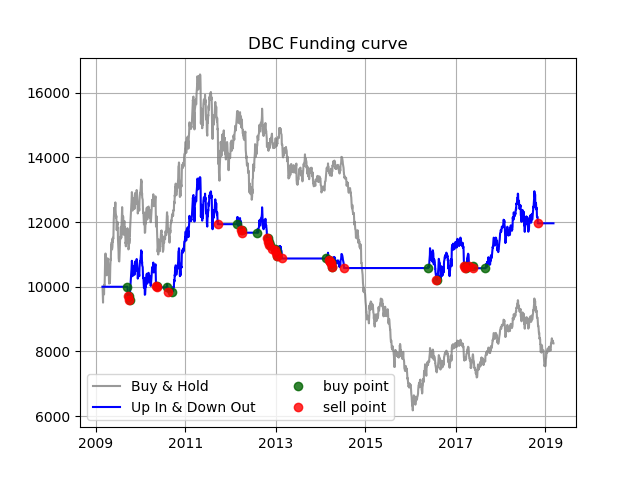 DBC Funding curve
16000
14000
12000
10000
8000
6000
Buy & Hold
Up In & Down Out
buy point
sell point
2009 2011 2013 2015 2017 2019